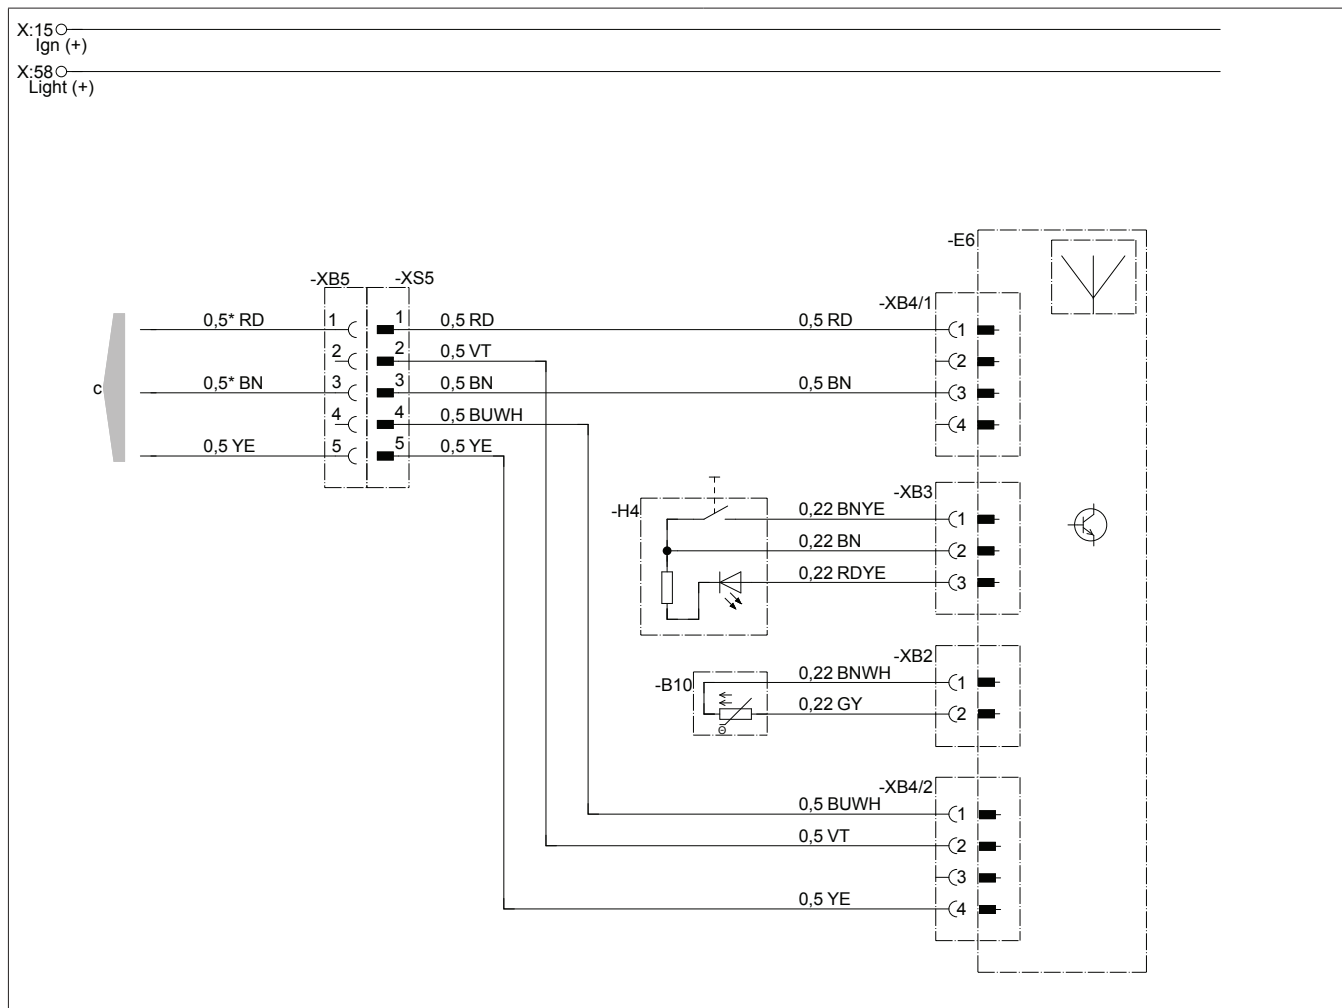 X:15
Ign (+)
X:58
Light (+)
-E6
-XB5 -XS5
-XB4/1
0,5* RD 1 1 0,5 RD 0,5 RD 1
2 2 0,5 VT 2
c 0,5* BN 3 3 0,5 BN 0,5 BN 3
4 4 0,5 BUWH 4
0,5 YE 5 5 0,5 YE
-XB3
-H4 0,22 BNYE 1
0,22 BN 2
0,22 RDYE 3
-XB2
-B10 0,22 BNWH 1
0,22 GY 2
-XB4/2
0,5 BUWH 1
0,5 VT 2
3
0,5 YE 4